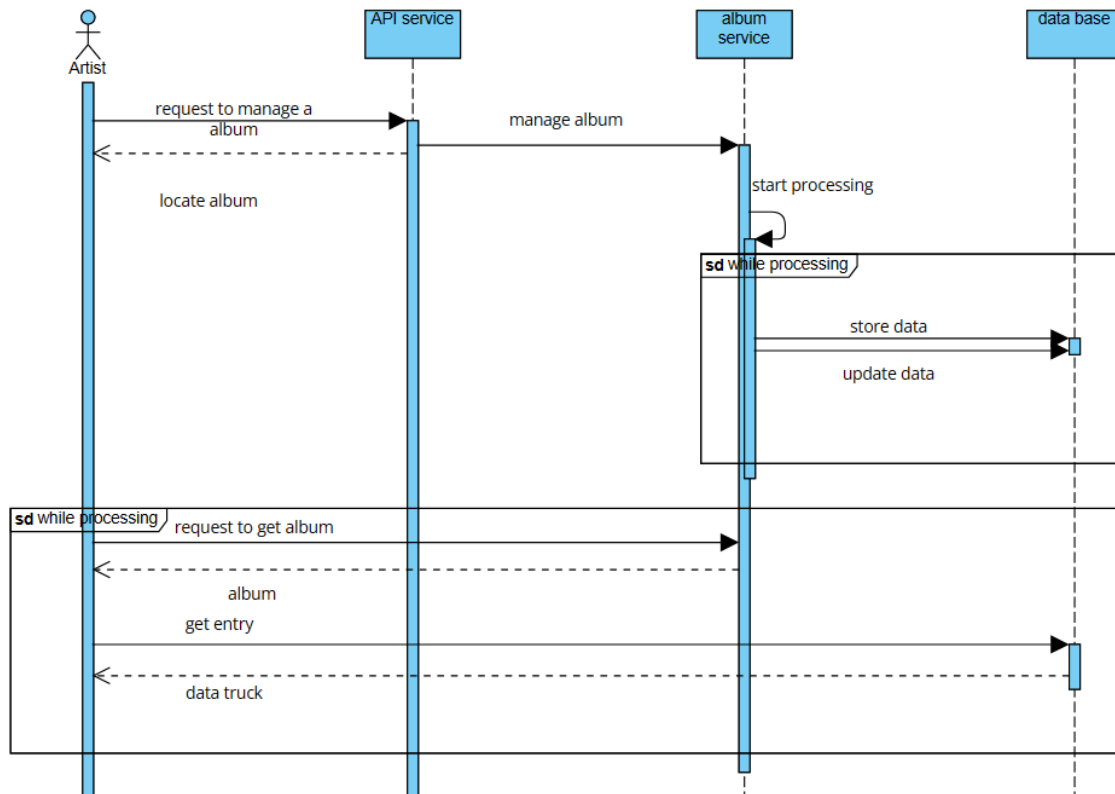 API service
album
service
data base
Artist
request to manage a
album
manage album
locate album
start processing
sd while processing
store data
update data
sd while processing
request to get album
album
get entry
data truck